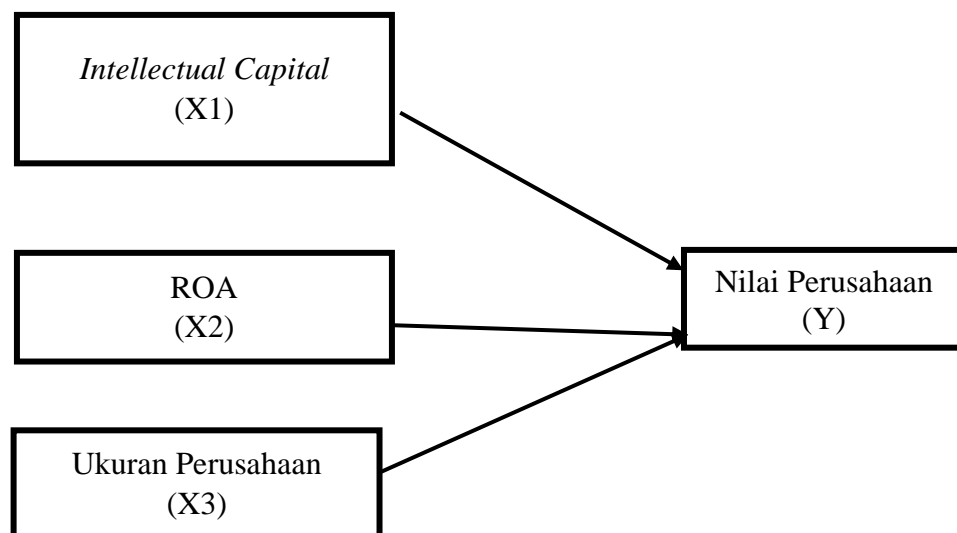 Intellectual Capital
(X1)
ROA
(X2)
Nilai Perusahaan
(Y)
Ukuran Perusahaan
(X3)